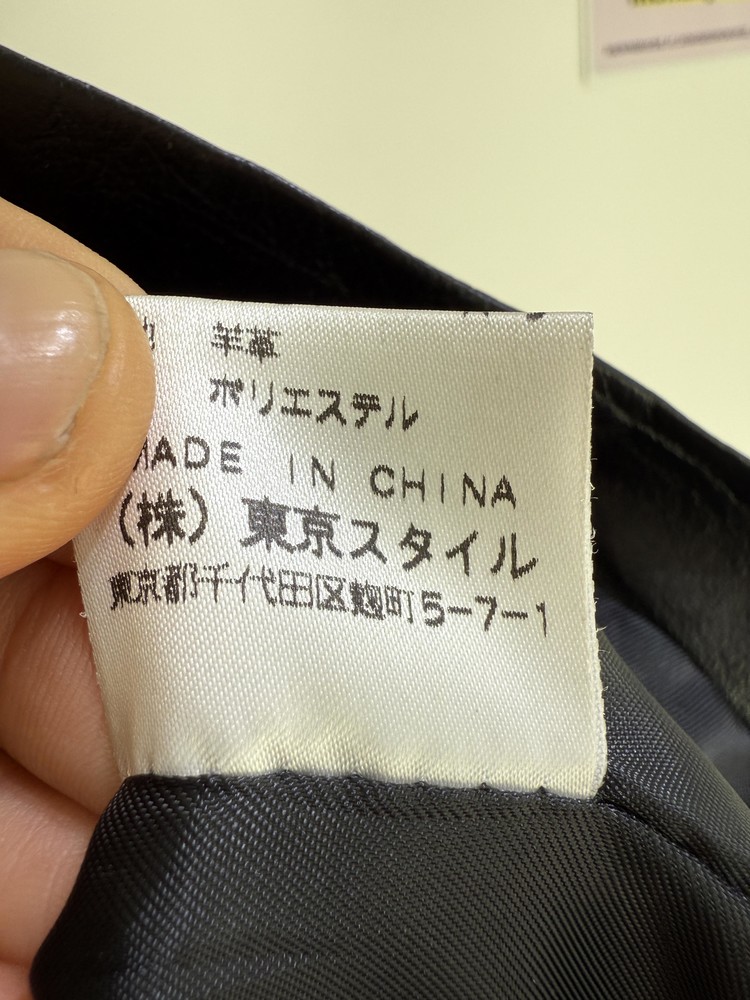 羊革
ポリエステル
MADE IN CHINA
(株) 東京スタイル
東京都千代田区麹町5-7-1